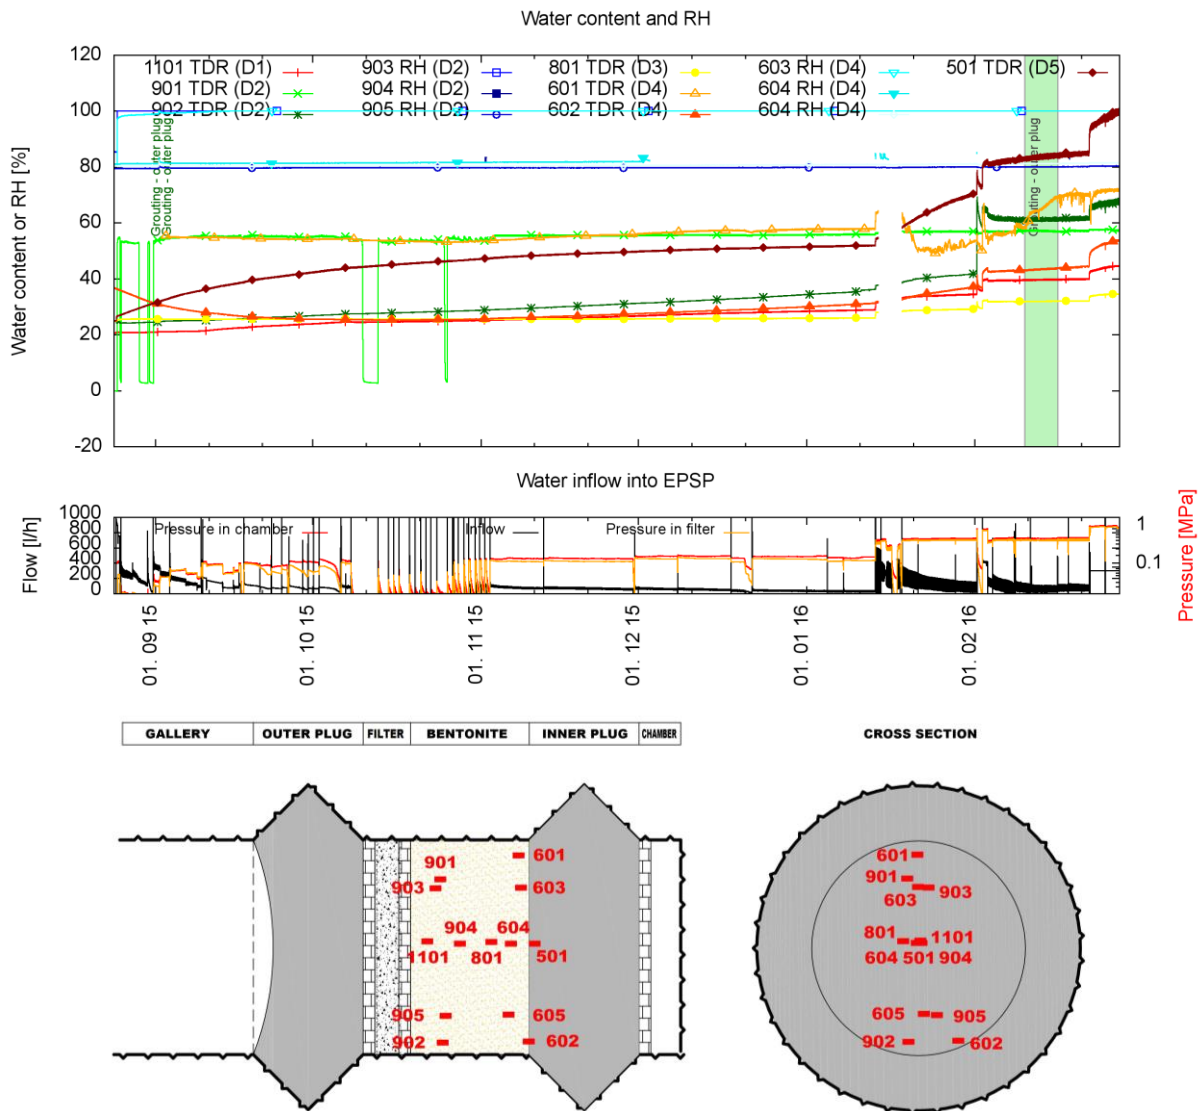 Water content and RH
Water content or RH [%]
120
100
80
60
40
20
0
-20
1101 TDR (D1)
901 TDR (D2)
902 TDR (D2)
903 RH (D2)
904 RH (D2)
905 RH (D2)
801 TDR (D3)
601 TDR (D4)
602 TDR (D4)
603 RH (D4)
604 RH (D4)
604 RH (D4)
501 TDR (D5)
Grouting - outer plug
Grouting - outer plug
Grouting - outer plug
Water inflow into EPSP
Flow [l/h]
1000
800
600
400
200
0
Pressure in chamber
Inflow
Pressure in filter
1
0.1
Pressure [MPa]
01. 09 15
01. 10 15
01. 11 15
01. 12 15
01. 01 16
01. 02 16
GALLERY OUTER PLUG FILTER BENTONITE INNER PLUG CHAMBER
CROSS SECTION
601
901
903 603
904 604
1101 801 501
905 605
902 602
601
901
903
603
801 1101
604 501 904
605 905
902 602